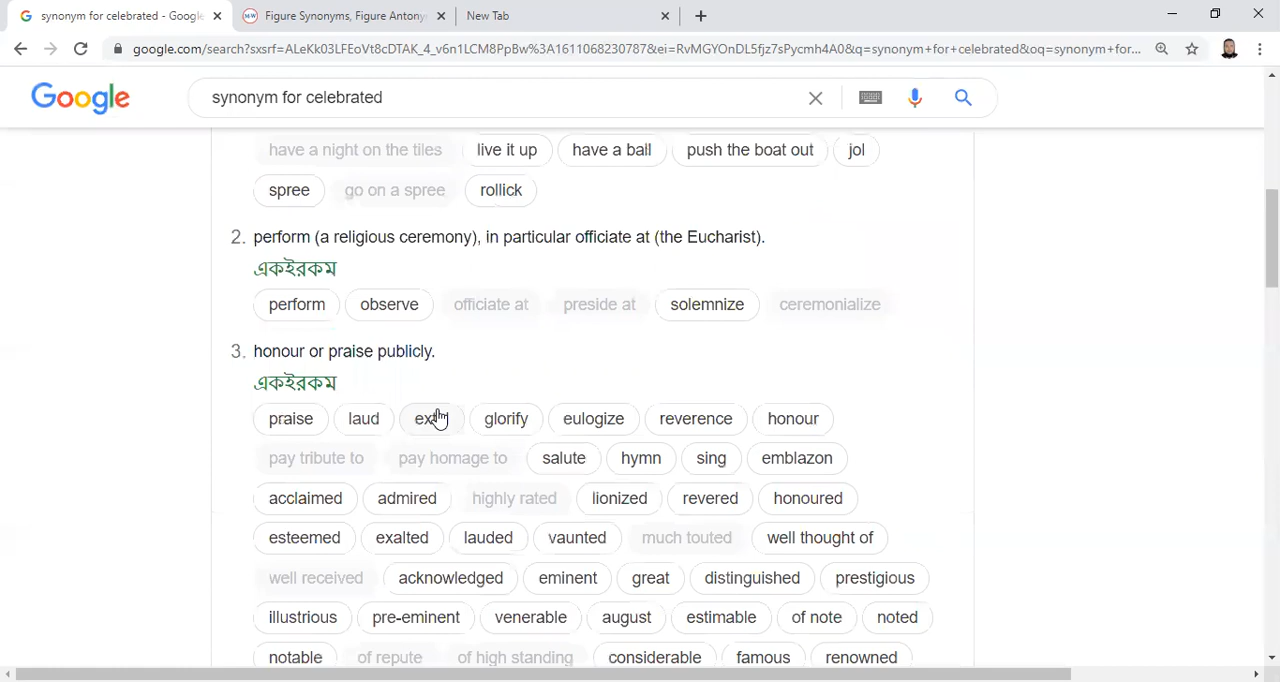 synonym for celebrated - Google
Figure Synonyms, Figure Antony
New Tab
google.com/search?sxsrf=ALeKk03LFEoVt8cDTAK_4_v6n1LCM8PpBw%3A1611068230787&ei=RvMGYOnDL5fjz7sPycmh4A0&q=synonym+for+celebrated&oq=synonym+for...
Google
synonym for celebrated
have a night on the tiles live it up have a ball push the boat out jol
spree go on a spree rollick
2. perform (a religious ceremony), in particular officiate at (the Eucharist).
একইরকম
perform observe officiate at preside at solemnize ceremonialize
3. honour or praise publicly.
একইরকম
praise laud glorify eulogize reverence honour
pay tribute to pay homage to salute hymn sing emblazon
acclaimed admired highly rated lionized revered honoured
esteemed exalted lauded vaunted much touted well thought of
well received acknowledged eminent great distinguished prestigious
illustrious pre-eminent venerable august estimable of note noted
notable of repute of high standing considerable famous renowned